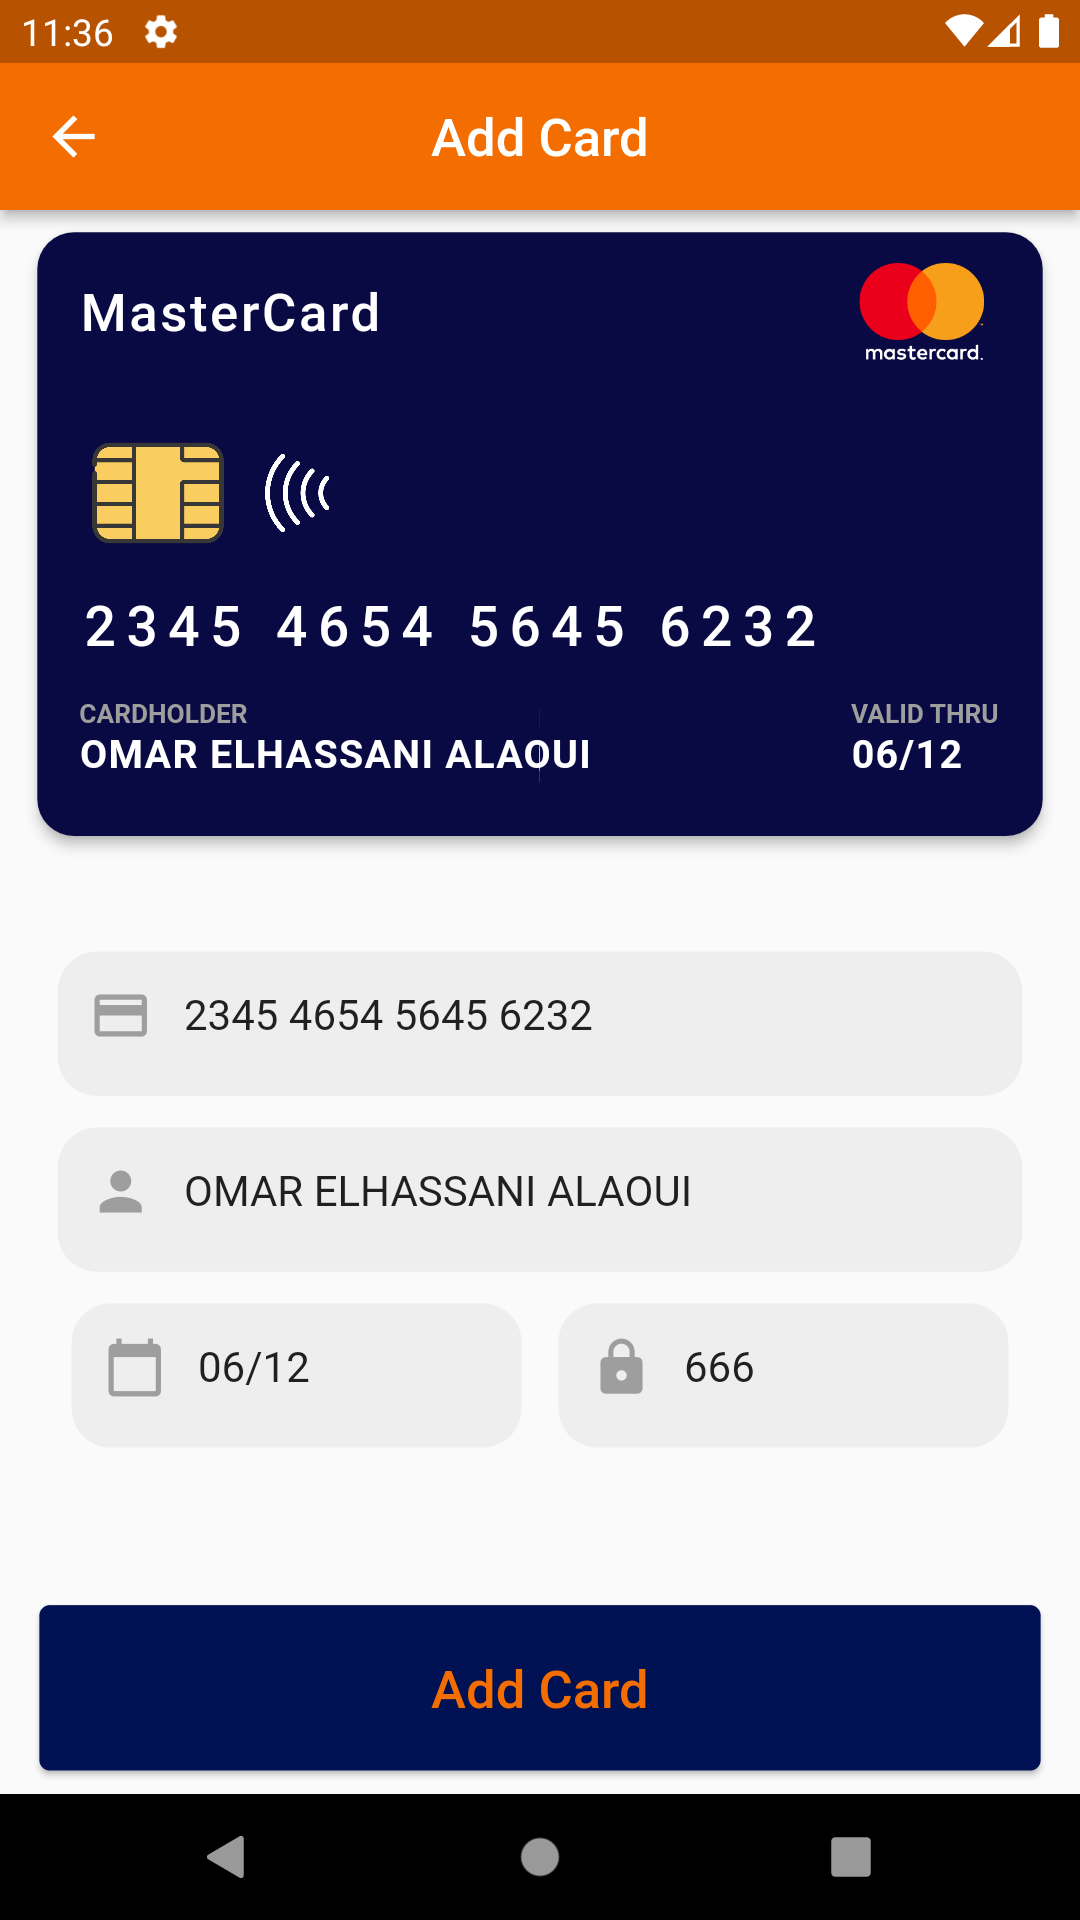 11:36
Add Card
MasterCard
mastercard.
2345 4654 5645 6232
CARDHOLDER VALID THRU
OMAR ELHASSANI ALAOUI 06/12
2345 4654 5645 6232
OMAR ELHASSANI ALAOUI
06/12 666
Add Card